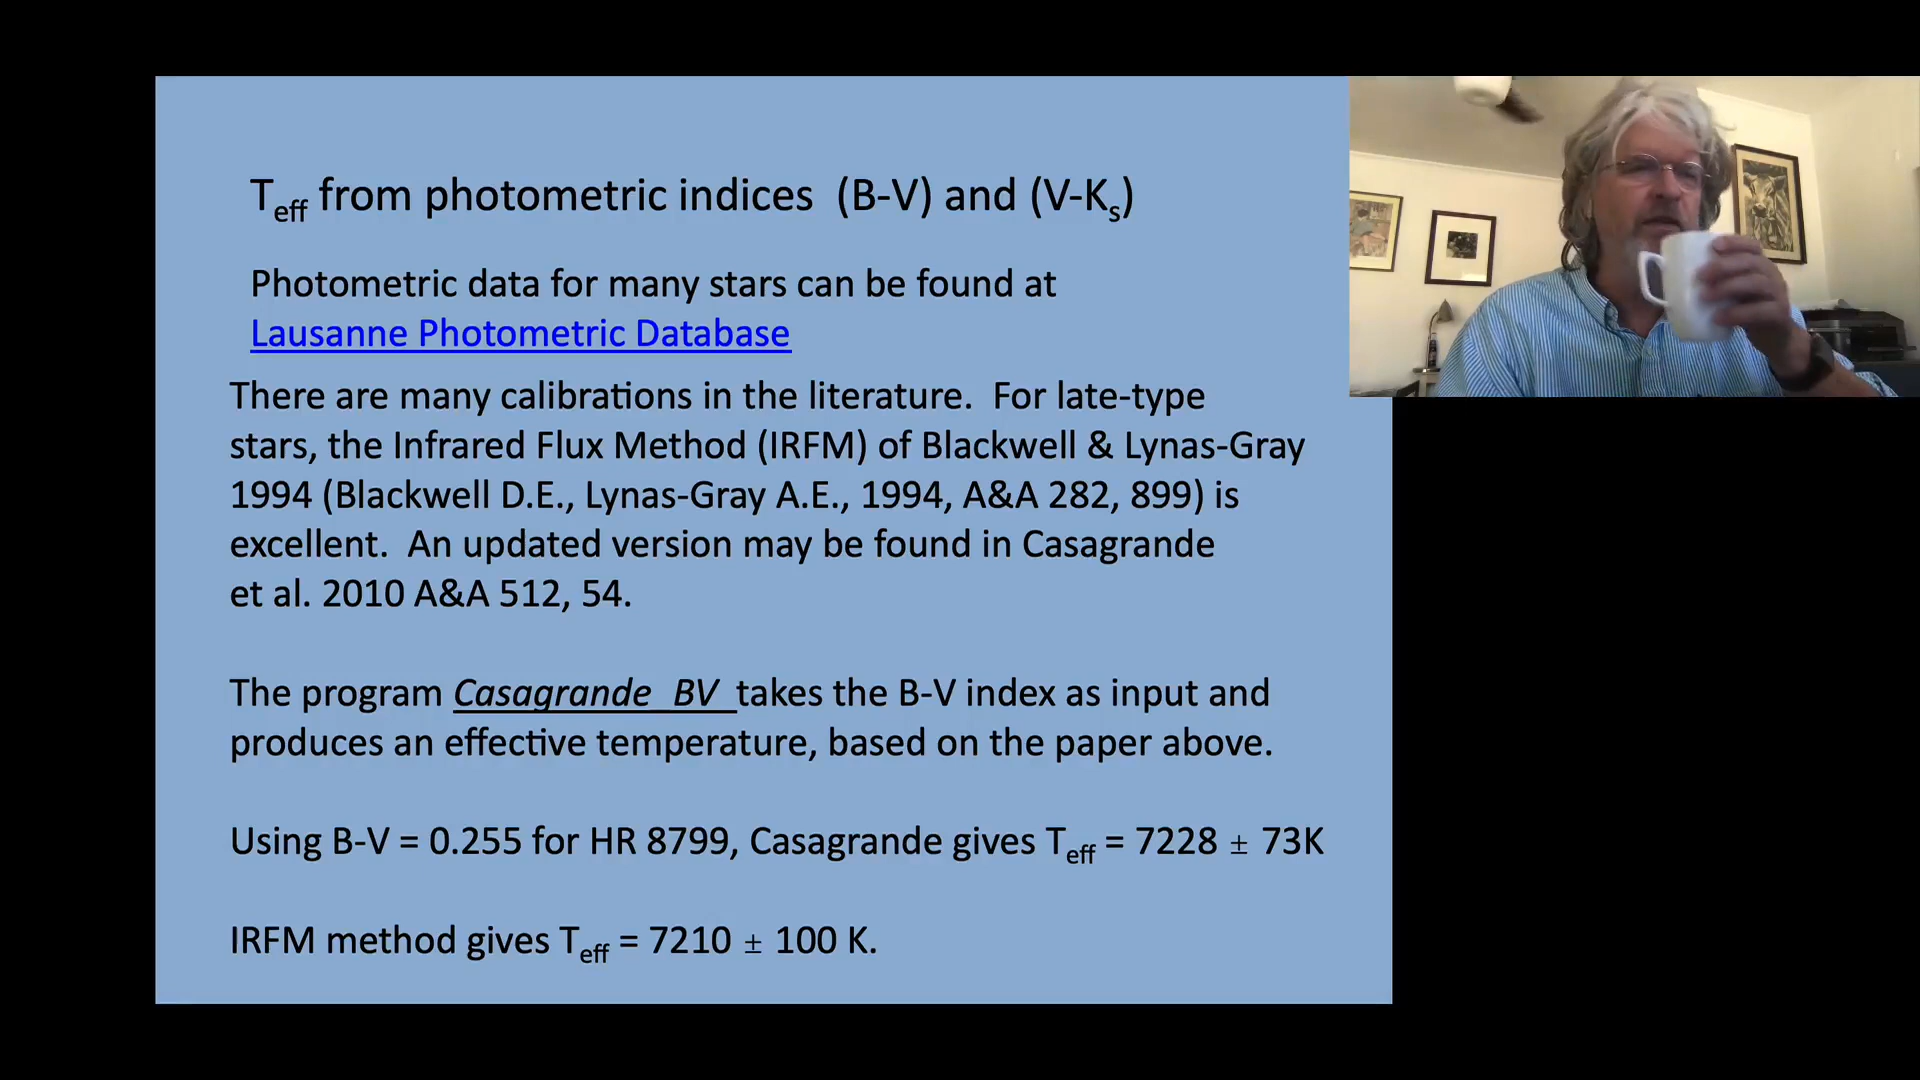 Teff from photometric indices (B-V) and (V-Ks)
Photometric data for many stars can be found at
Lausanne Photometric Database
There are many calibrations in the literature. For late-type
stars, the Infrared Flux Method (IRFM) of Blackwell & Lynas-Gray
1994 (Blackwell D.E., Lynas-Gray A.E., 1994, A&A 282, 899) is
excellent. An updated version may be found in Casagrande
et al. 2010 A&A 512, 54.
The program Casagrande_BV takes the B-V index as input and
produces an effective temperature, based on the paper above.
Using B-V = 0.255 for HR 8799, Casagrande gives Teff = 7228 ± 73K
IRFM method gives Teff = 7210 ± 100 K.